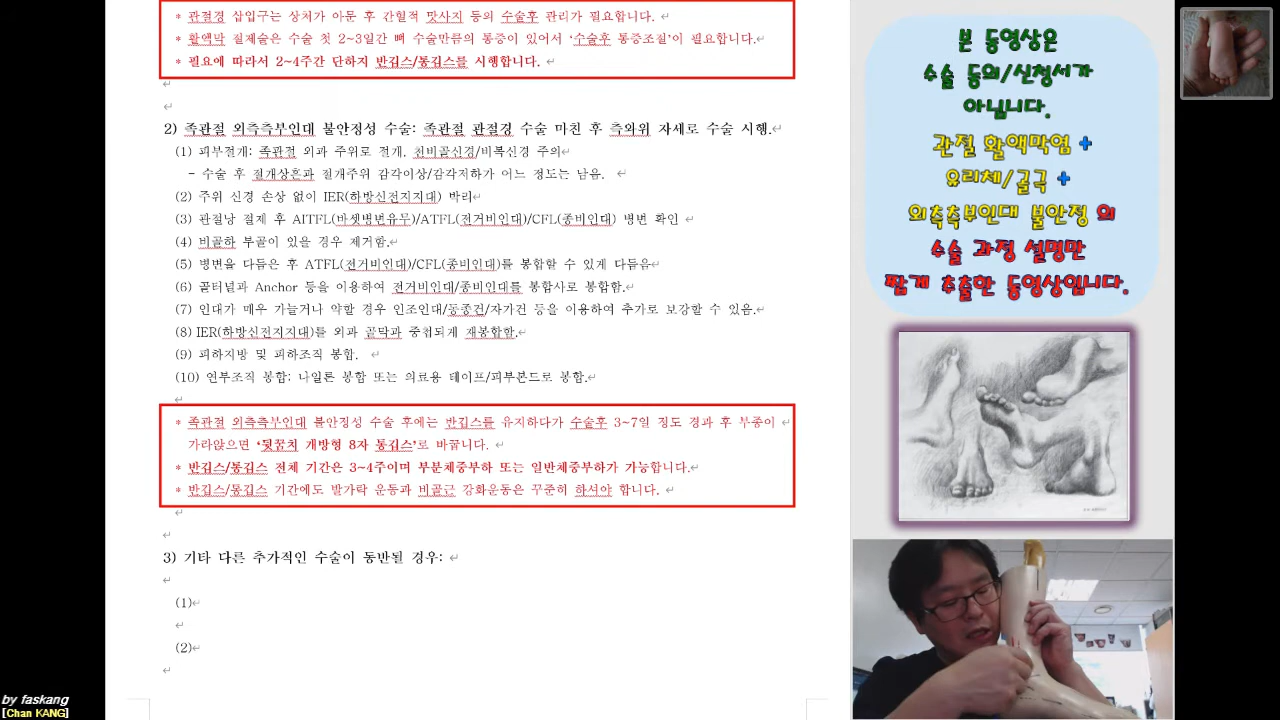 * 관절경 삽입구는 상처가 아문 후 간헐적 맛사지 등의 수술후 관리가 필요합니다.
* 활액막 절제술은 수술 첫 2~3일간 뼈 수술만큼의 통증이 있어서 ‘수술후 통증조절’이 필요합니다.
* 필요에 따라서 2~4주간 단하지 반깁스/통깁스를 시행합니다.
2) 족관절 외측측부인대 불안정성 수술: 족관절 관절경 수술 마친 후 측와위 자세로 수술 시행.
(1) 피부절개: 족관절 외과 주위로 절개. 천비골신경/비복신경 주의
- 수술 후 절개상흔과 절개주위 감각이상/감각저하가 어느 정도는 남음.
(2) 주위 신경 손상 없이 IER(하방신전지지대) 박리
(3) 관절낭 절제 후 AITFL(바셋병변유무)/ATFL(전거비인대)/CFL(종비인대) 병변 확인
(4) 비골하 부골이 있을 경우 제거함.
(5) 병변을 다듬은 후 ATFL(전거비인대)/CFL(종비인대)를 봉합할 수 있게 다듬음
(6) 골터널과 Anchor 등을 이용하여 전거비인대/종비인대를 봉합사로 봉합함.
(7) 인대가 매우 가늘거나 약할 경우 인조인대/동종건/자가건 등을 이용하여 추가로 보강할 수 있음.
(8) IER(하방신전지지대)를 외과 골막과 중첩되게 재봉합함.
(9) 피하지방 및 피하조직 봉합.
(10) 연부조직 봉합: 나일론 봉합 또는 의료용 테이프/피부본드로 봉합.
* 족관절 외측측부인대 불안정성 수술 후에는 반깁스를 유지하다가 수술후 3~7일 정도 경과 후 부종이
가라앉으면 ‘뒷꿈치 개방형 8자 통깁스’로 바꿉니다.
* 반깁스/통깁스 전체 기간은 3~4주이며 부분체중부하 또는 일반체중부하가 가능합니다.
* 반깁스/통깁스 기간에도 발가락 운동과 비골근 강화운동은 꾸준히 하셔야 합니다.
3) 기타 다른 추가적인 수술이 동반될 경우:
(1)
(2)
본 동영상은
수술 동의/신청서가
아닙니다.
관절 활액막염 +
유리체/골극 +
외측측부인대 불안정 의
수술 과정 설명만
짧게 추출한 동영상입니다.
by faskang
[Chan KANG]